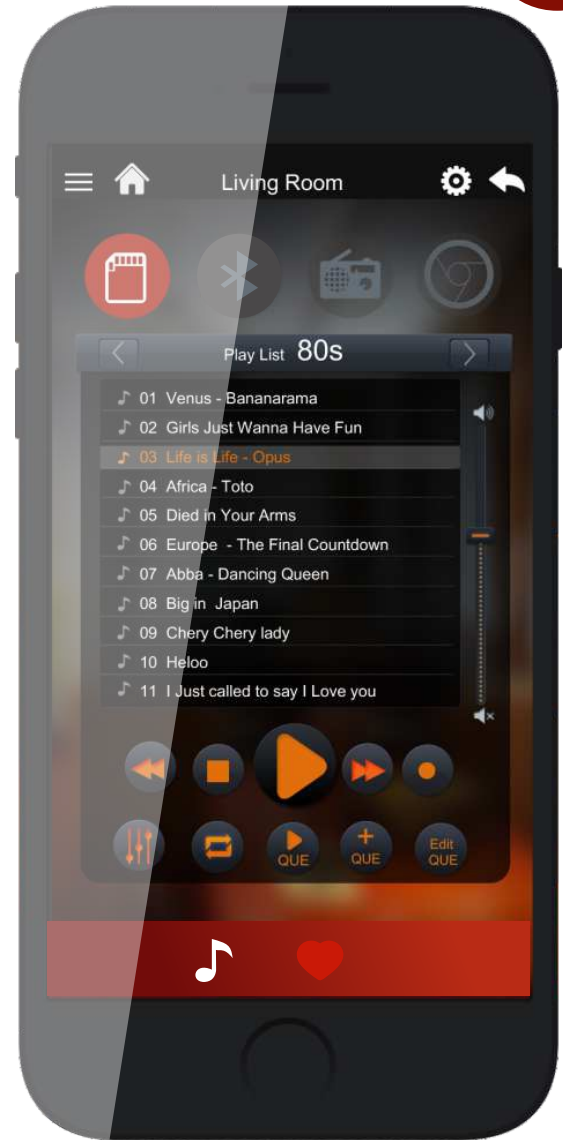 Living Room
Play List 80s
01 Venus - Bananarama
02 Girls Just Wanna Have Fun
03 Life is Life - Opus
04 Africa - Toto
05 Died in Your Arms
06 Europe - The Final Countdown
07 Abba - Dancing Queen
08 Big in Japan
09 Chery Chery lady
10 Heloo
11 I Just called to say I Love you
QUE
+
QUE
Edit
QUE